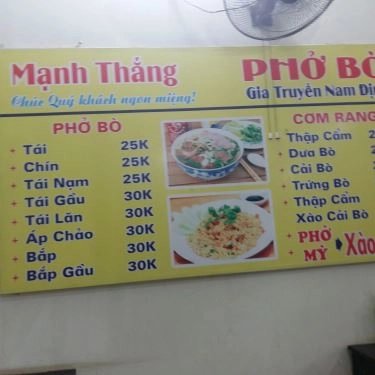 Mạnh Thắng
Chúc Quý khách ngon miệng!
PHỞ BÒ
+ Tái 25K
+ Chín 25K
+ Tái Nạm 25K
+ Tái Gầu 30K
+ Tái Lăn 30K
+ Áp Chảo 30K
+ Bắp 30K
+ Bắp Gầu 30K
PHỞ BÒ
Gia Truyền Nam
CƠM RANG
+ Thập Cẩm
+ Dưa Bò
+ Cải Bò
+ Trứng Bò
+ Thập Cẩm
Xào Cải Bò
+ PHỞ
MỲ
Xào